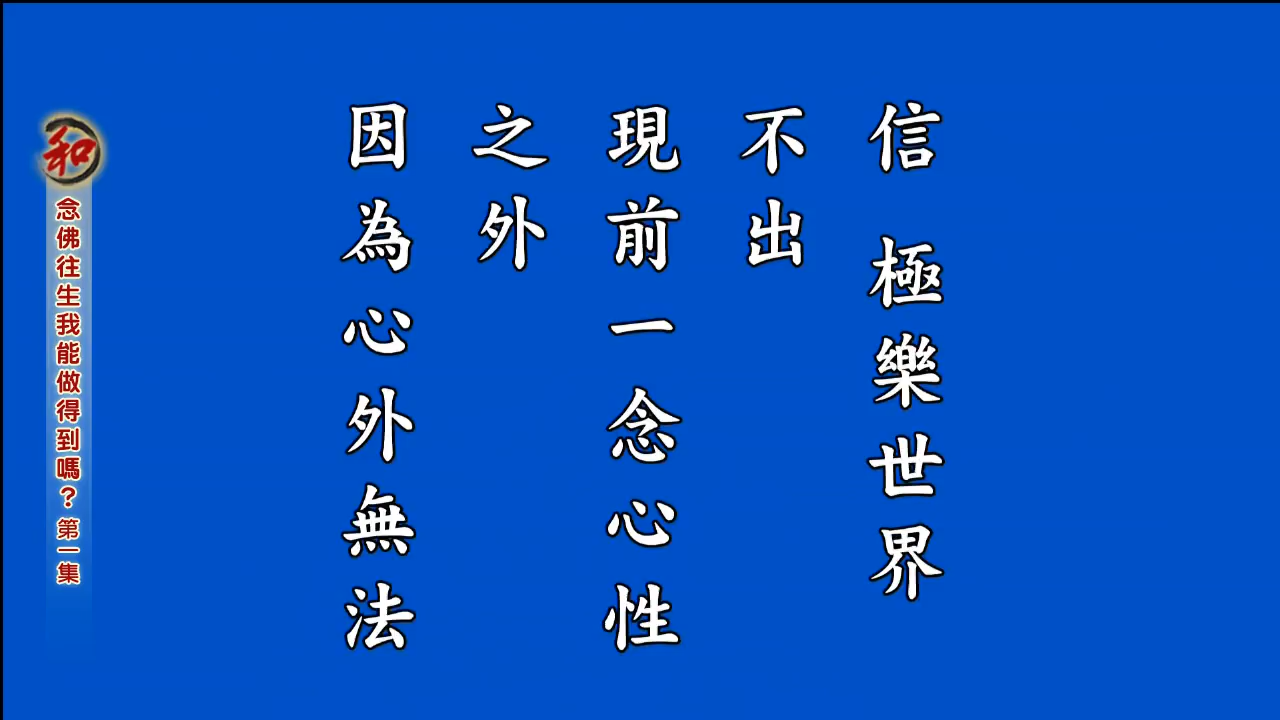 信 極樂世界
不出
現前一念心性
之外
因為心外無法
和
念佛往生我能做得到嗎？第一集